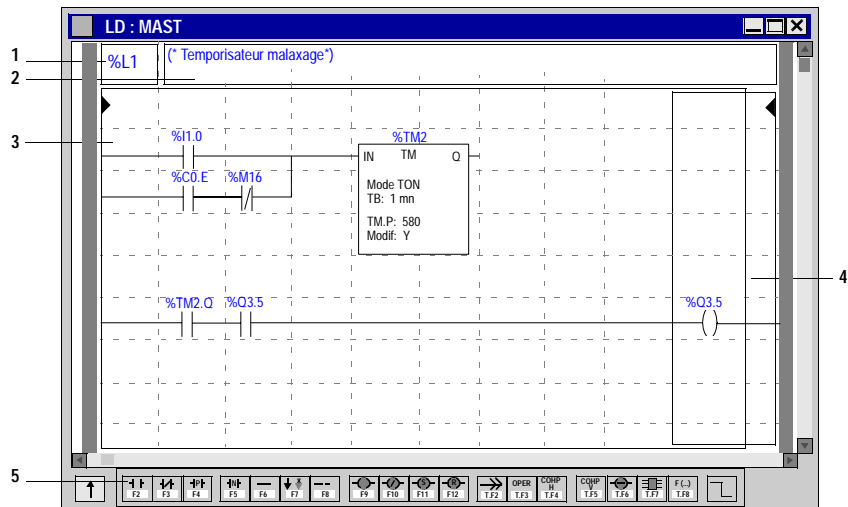 LD : MAST
1
%L1
(* Temporisateur malaxage*)
2
3
%I1.0
%TM2
IN TM Q
%C0.E %M16
Mode TON
TB: 1 mn
TM.P: 580
Modif: Y
4
%TM2.Q %Q3.5 %Q3.5
5
F2 F3 P F4 N F5 F6 F7 F8 F9 F10 S F11 R F12 T.F2 OPER T.F3 COHP H T.F4 COHP V T.F5 T.F6 T.F7 F (...) T.F8